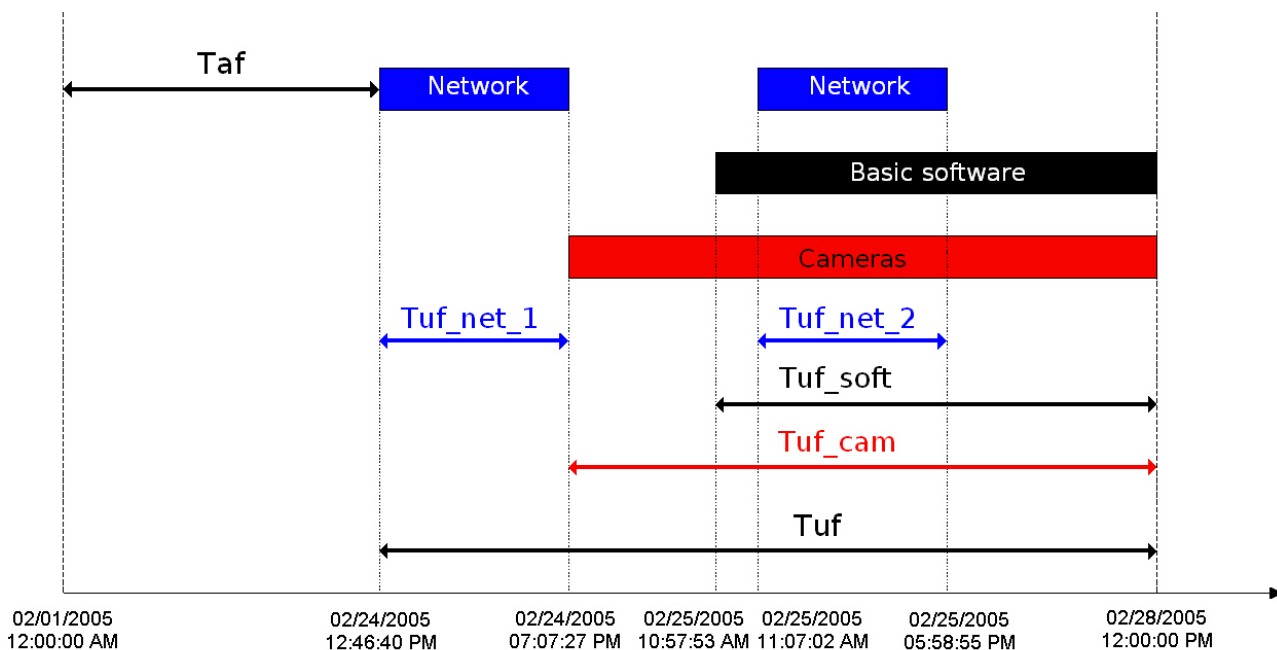 Taf
Network
Network
Basic software
Cameras
Tuf_net_1
Tuf_net_2
Tuf_soft
Tuf_cam
Tuf
02/01/2005
12:00:00 AM
02/24/2005
12:46:40 PM
02/24/2005
07:07:27 PM
02/25/2005
10:57:53 AM
02/25/2005
11:07:02 AM
02/25/2005
05:58:55 PM
02/28/2005
12:00:00 PM